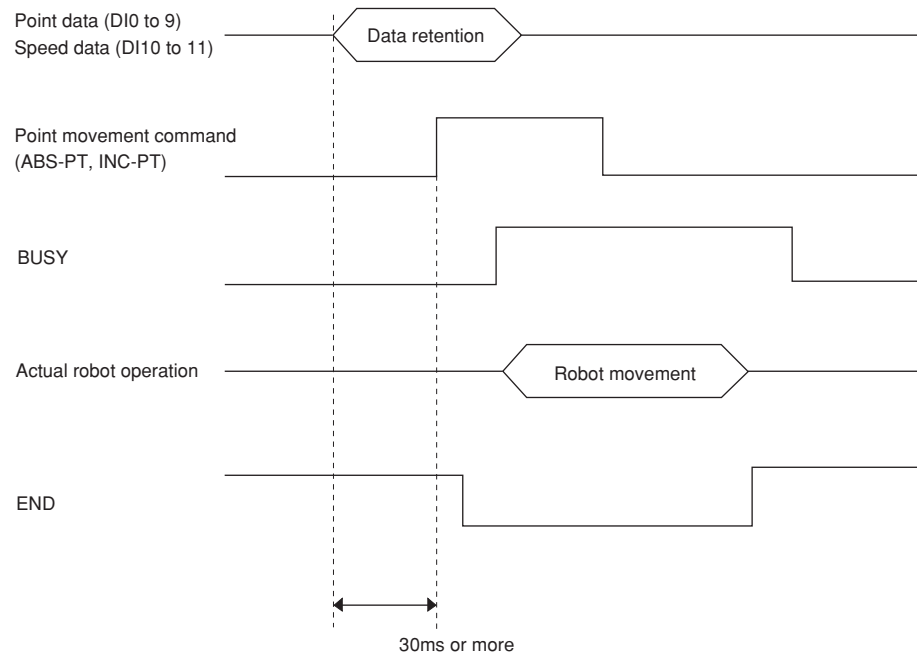 Point data (DI0 to 9)
Speed data (DI10 to 11)
Data retention
Point movement command
(ABS-PT, INC-PT)
BUSY
Actual robot operation
Robot movement
END
30ms or more